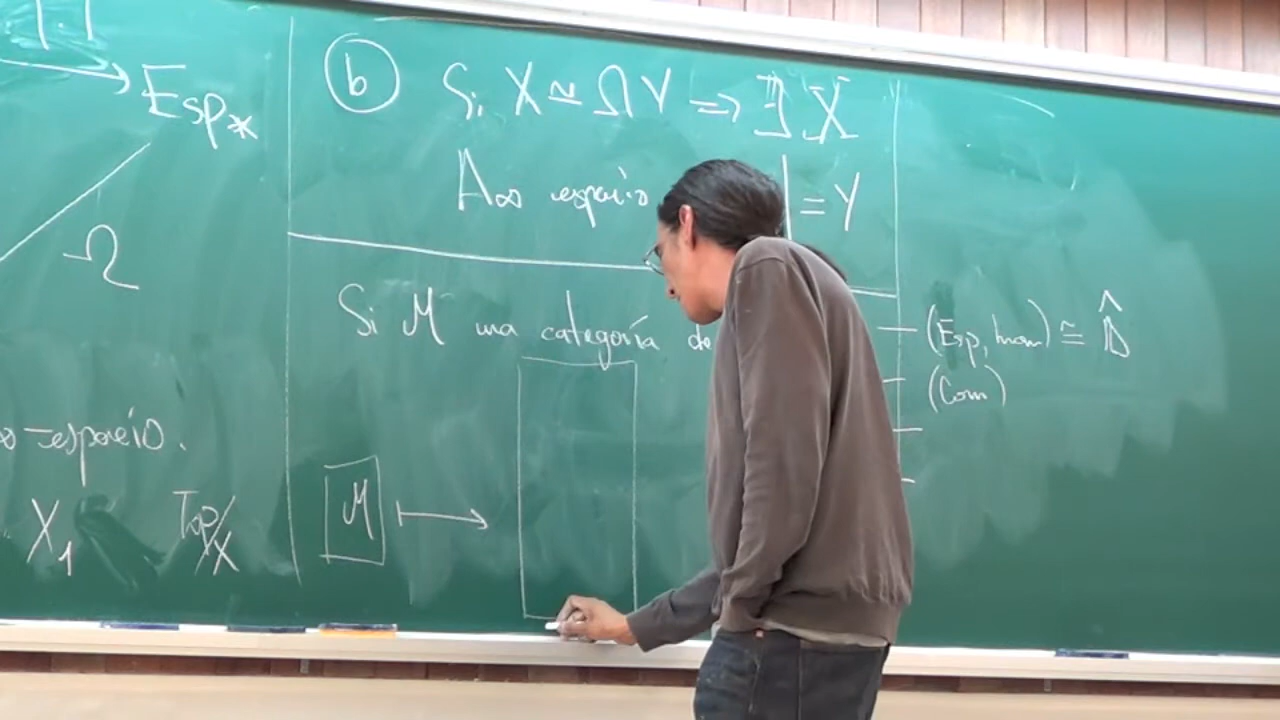 Esp*
Ω
-espacio.
X₁ Top/X
b Si X ≃ ΩY ⇒ ∃ X
A∞ espacio | = Y
Si M una categoría de
M ⟼
(Esp, hom) ≅ Δ̂
(Com)